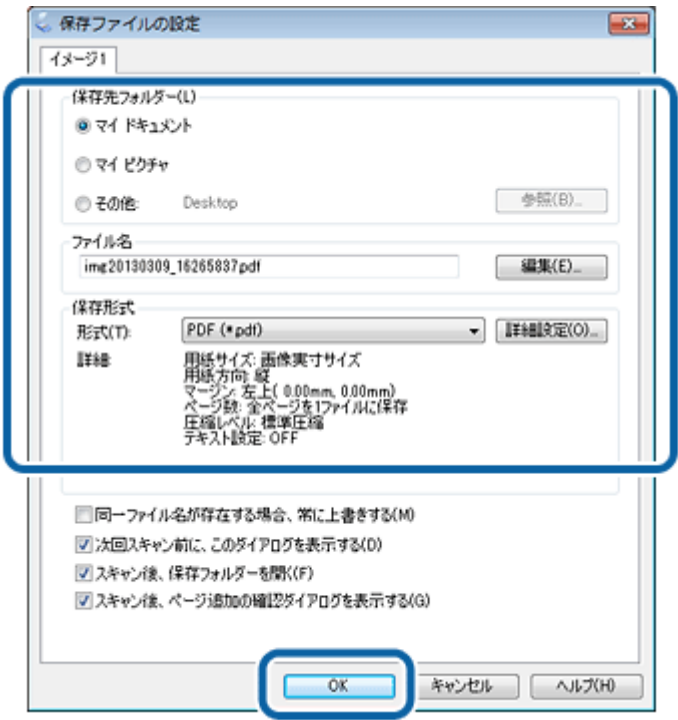 保存ファイルの設定
イメージ1
保存先フォルダー(L)
マイ ドキュメント
マイ ピクチャ
その他: Desktop 参照(B)...
ファイル名
img20130309_16265837.pdf 編集(E)...
保存形式
形式(T): PDF (*.pdf) 詳細設定(O)...
詳細: 用紙サイズ: 画像実寸サイズ
用紙方向: 縦
マージン: 左上( 0.00mm, 0.00mm)
ページ数: 全ページを1ファイルに保存
圧縮レベル: 標準圧縮
テキスト設定: OFF
同一ファイル名が存在する場合、常に上書きする(M)
次回スキャン前に、このダイアログを表示する(D)
スキャン後、保存フォルダーを開く(F)
スキャン後、ページ追加の確認ダイアログを表示する(G)
OK キャンセル ヘルプ(H)